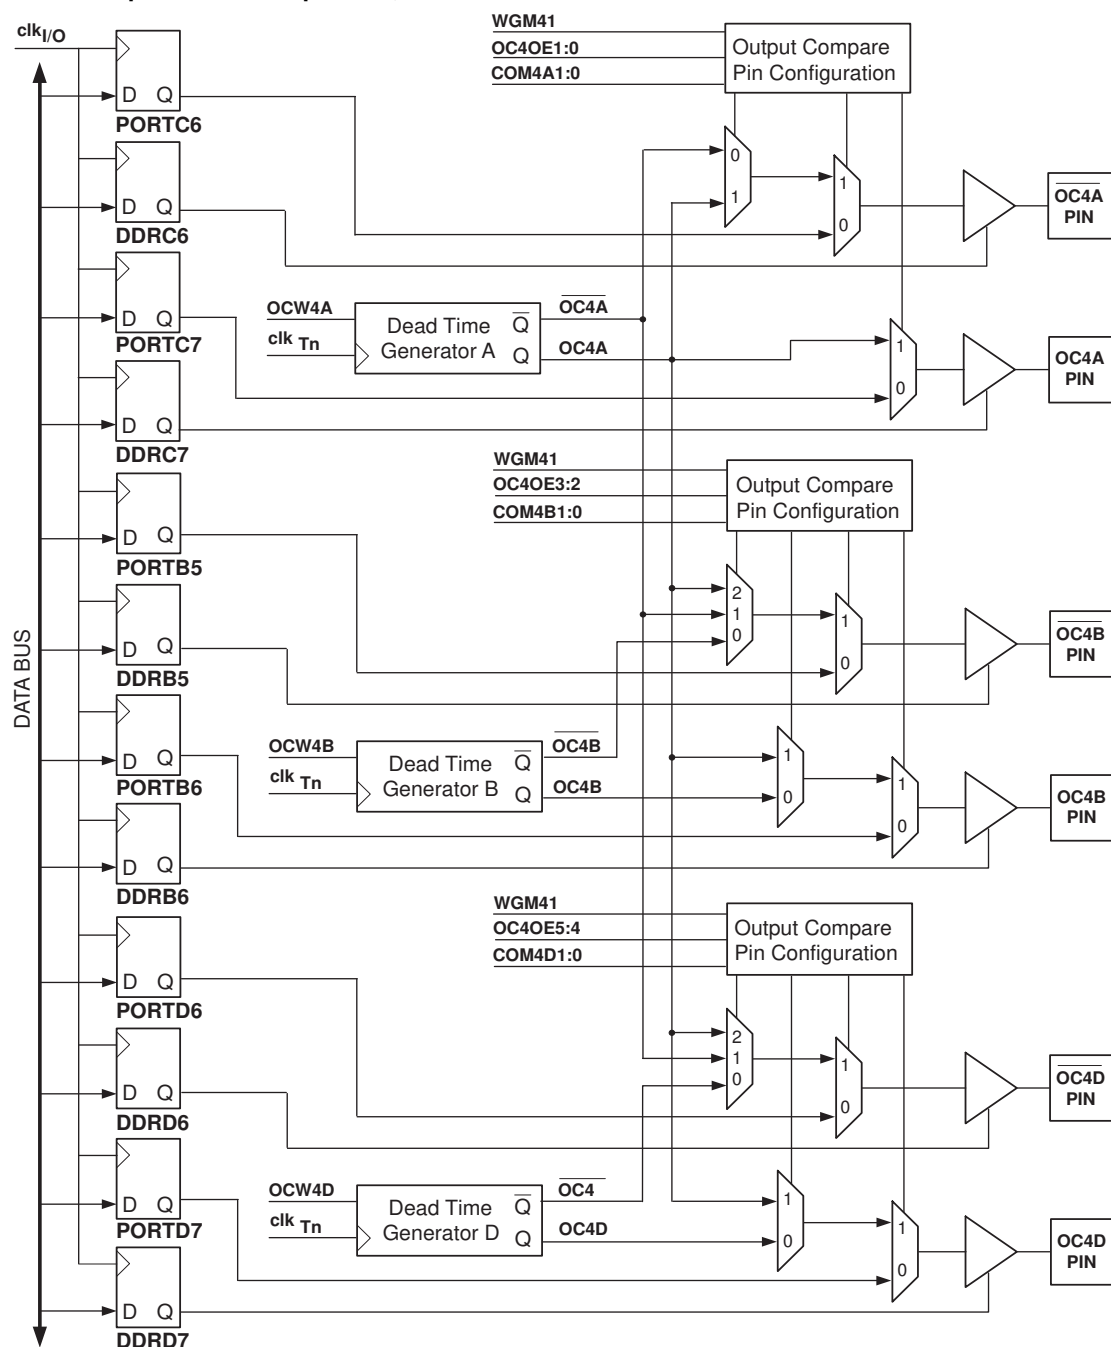 clkI/O
WGM41
OC4OE1:0
COM4A1:0
Output Compare
Pin Configuration
D Q
PORTC6
0
1
1
0
OC4A
PIN
D Q
DDRC6
D Q
PORTC7
OCW4A
clk Tn
Dead Time
Generator A
Q
Q
OC4A
OC4A
1
0
OC4A
PIN
D Q
DDRC7
WGM41
OC4OE3:2
COM4B1:0
Output Compare
Pin Configuration
D Q
PORTB5
2
1
0
1
0
OC4B
PIN
D Q
DDRB5
DATA BUS
D Q
PORTB6
OCW4B
clk Tn
Dead Time
Generator B
Q
Q
OC4B
OC4B
1
0
1
0
OC4B
PIN
D Q
DDRB6
WGM41
OC4OE5:4
COM4D1:0
Output Compare
Pin Configuration
D Q
PORTD6
2
1
0
1
0
OC4D
PIN
D Q
DDRD6
D Q
PORTD7
OCW4D
clk Tn
Dead Time
Generator D
Q
Q
OC4
OC4D
1
0
1
0
OC4D
PIN
D Q
DDRD7